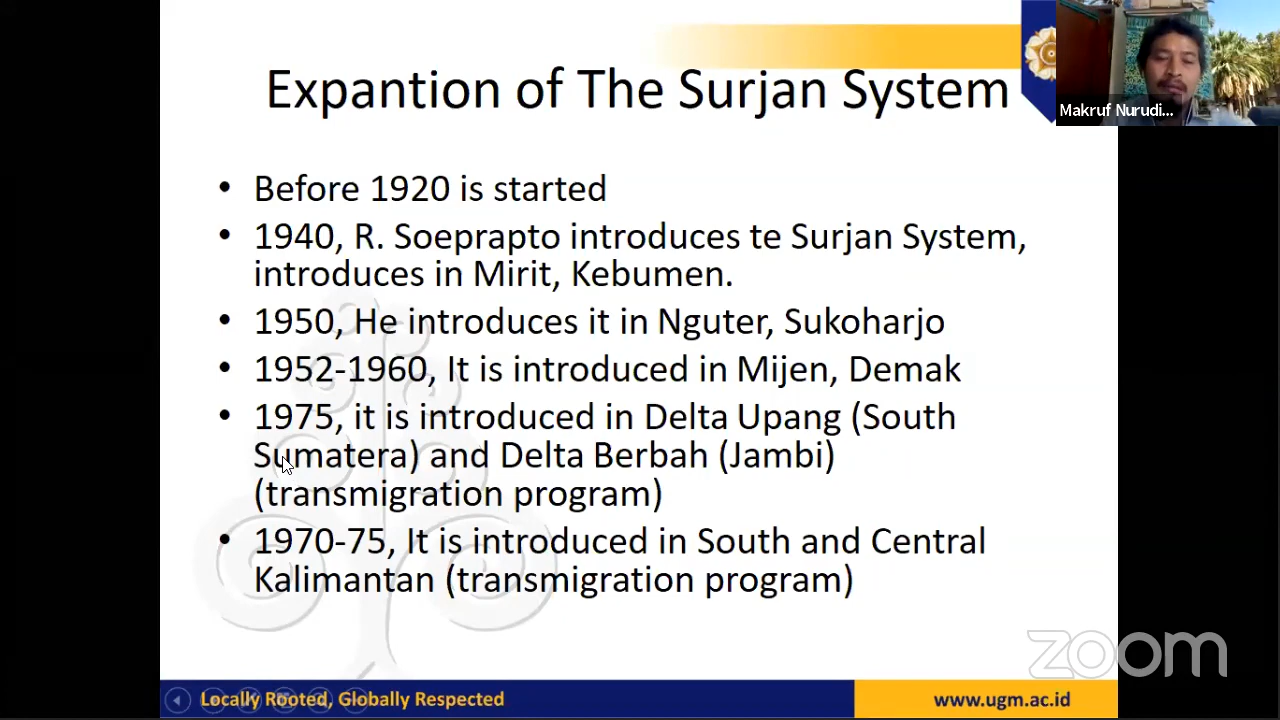 Expantion of The Surjan System
Makruf Nurudi...
• Before 1920 is started
• 1940, R. Soeprapto introduces te Surjan System,
introduces in Mirit, Kebumen.
• 1950, He introduces it in Nguter, Sukoharjo
• 1952-1960, It is introduced in Mijen, Demak
• 1975, it is introduced in Delta Upang (South
Sumatera) and Delta Berbah (Jambi)
(transmigration program)
• 1970-75, It is introduced in South and Central
Kalimantan (transmigration program)
zoom
Locally Rooted, Globally Respected
www.ugm.ac.id